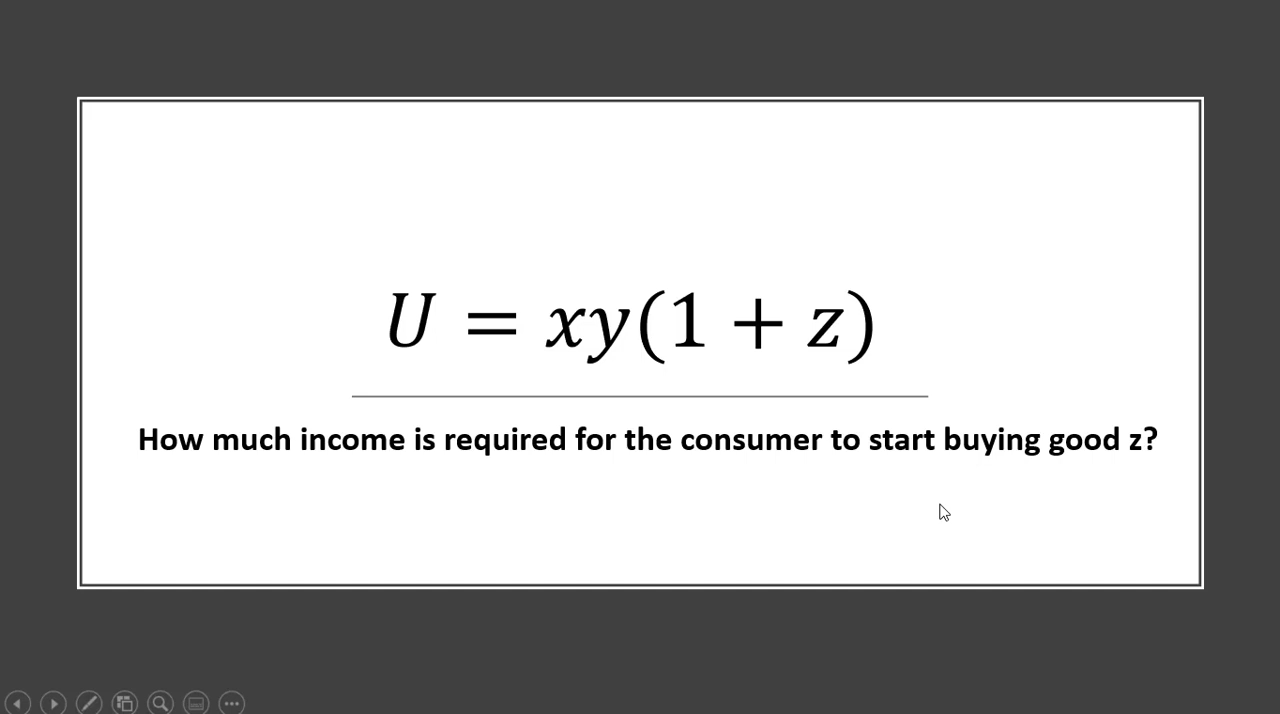 U = xy(1 + z)
How much income is required for the consumer to start buying good z?